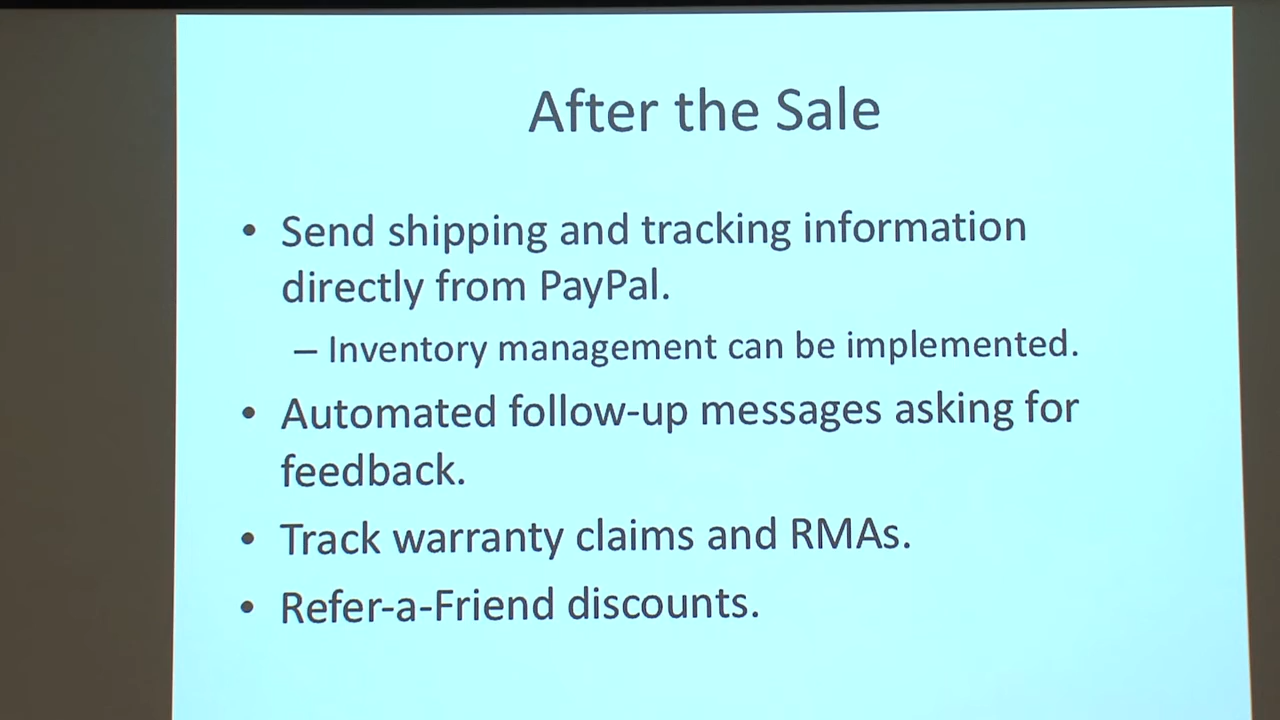 After the Sale
• Send shipping and tracking information
directly from PayPal.
– Inventory management can be implemented.
• Automated follow-up messages asking for
feedback.
• Track warranty claims and RMAs.
• Refer-a-Friend discounts.